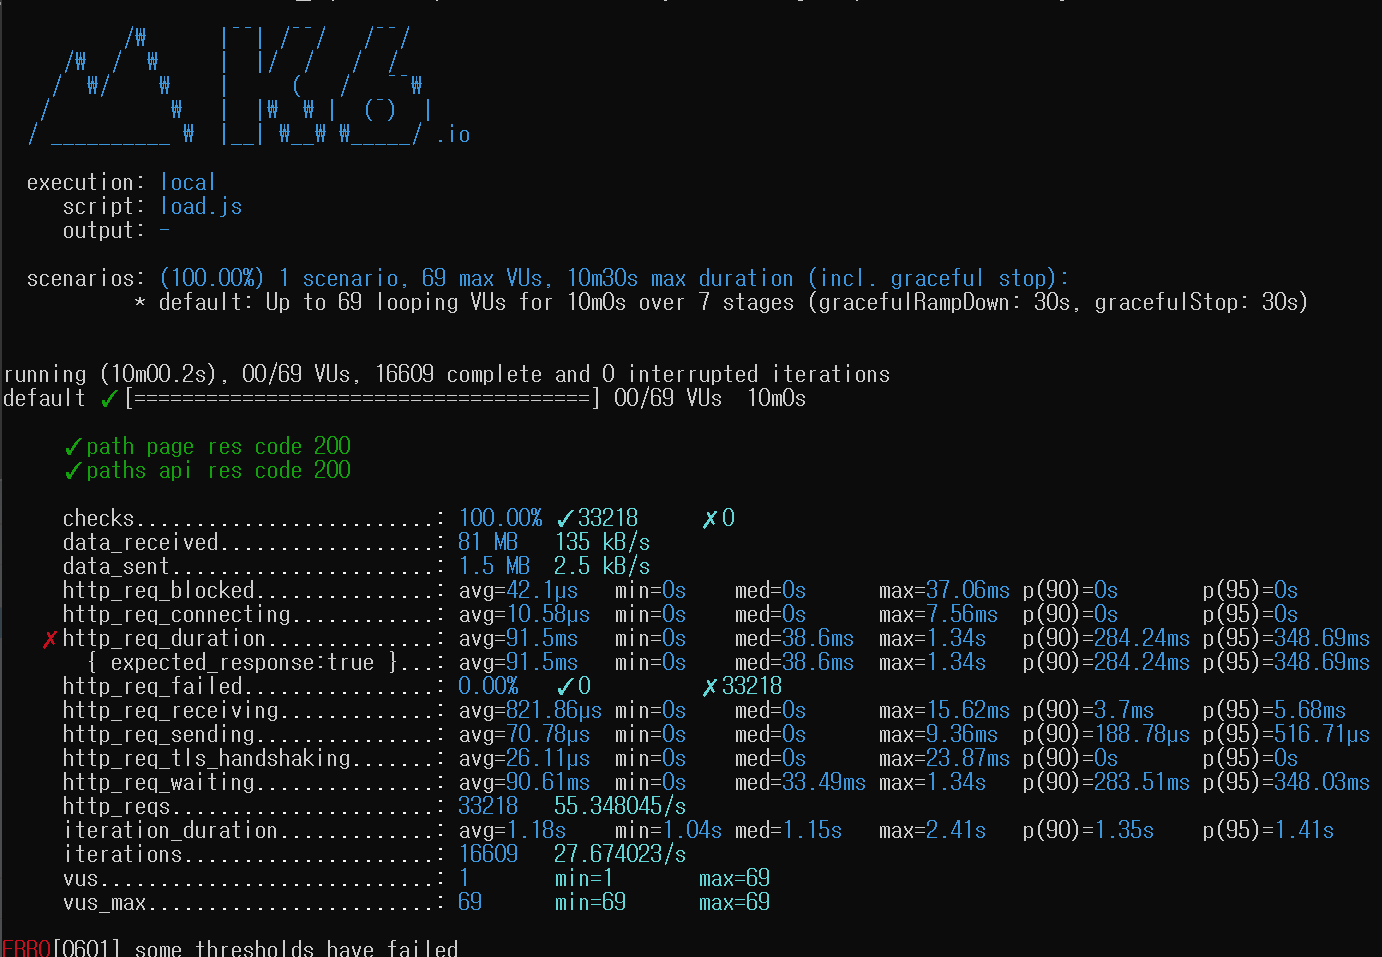 /₩ |‾‾| /‾‾/ /‾‾/
/₩ / ₩ | |/ / / /
/ ₩/ ₩ | ( / ‾‾₩
/ ₩ | |₩ ₩ | (‾) |
/ __________ ₩ |__| ₩__₩ ₩_____/ .io
execution: local
script: load.js
output: -
scenarios: (100.00%) 1 scenario, 69 max VUs, 10m30s max duration (incl. graceful stop):
* default: Up to 69 looping VUs for 10m0s over 7 stages (gracefulRampDown: 30s, gracefulStop: 30s)
running (10m00.2s), 00/69 VUs, 16609 complete and 0 interrupted iterations
default ✓ [======================================] 00/69 VUs 10m0s
✓ path page res code 200
✓ paths api res code 200
checks.........................: 100.00% ✓ 33218 ✗ 0
data_received..................: 81 MB 135 kB/s
data_sent......................: 1.5 MB 2.5 kB/s
http_req_blocked...............: avg=42.1µs min=0s med=0s max=37.06ms p(90)=0s p(95)=0s
http_req_connecting............: avg=10.58µs min=0s med=0s max=7.56ms p(90)=0s p(95)=0s
✗ http_req_duration..............: avg=91.5ms min=0s med=38.6ms max=1.34s p(90)=284.24ms p(95)=348.69ms
{ expected_response:true }...: avg=91.5ms min=0s med=38.6ms max=1.34s p(90)=284.24ms p(95)=348.69ms
http_req_failed................: 0.00% ✓ 0 ✗ 33218
http_req_receiving.............: avg=821.86µs min=0s med=0s max=15.62ms p(90)=3.7ms p(95)=5.68ms
http_req_sending...............: avg=70.78µs min=0s med=0s max=9.36ms p(90)=188.78µs p(95)=516.71µs
http_req_tls_handshaking.......: avg=26.11µs min=0s med=0s max=23.87ms p(90)=0s p(95)=0s
http_req_waiting...............: avg=90.61ms min=0s med=33.49ms max=1.34s p(90)=283.51ms p(95)=348.03ms
http_reqs......................: 33218 55.348045/s
iteration_duration.............: avg=1.18s min=1.04s med=1.15s max=2.41s p(90)=1.35s p(95)=1.41s
iterations.....................: 16609 27.674023/s
vus............................: 1 min=1 max=69
vus_max........................: 69 min=69 max=69
ERRO[0601] some thresholds have failed